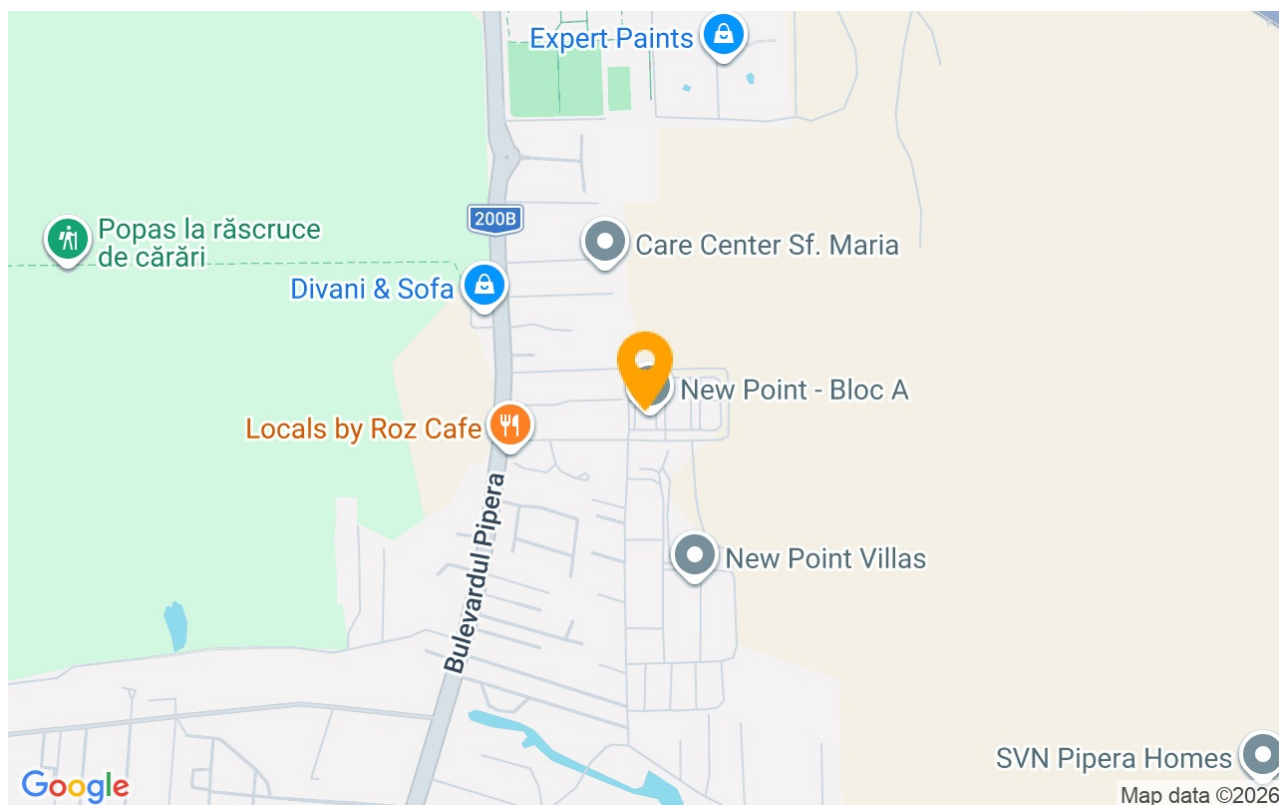 Expert Paints
200B
Popas la răscruce
de cărări
Care Center Sf. Maria
Divani & Sofa
New Point - Bloc A
Locals by Roz Cafe
Bulevardul Pipera
New Point Villas
SVN Pipera Homes
Google
Map data ©2026